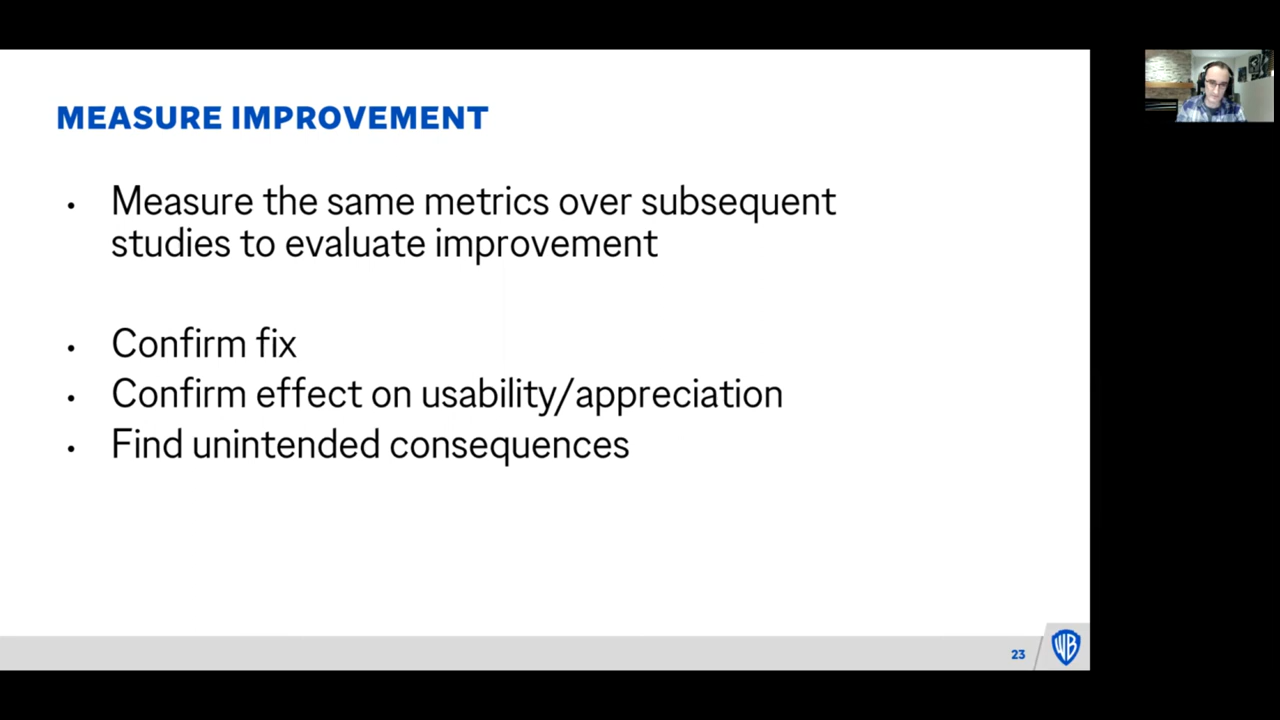 MEASURE IMPROVEMENT
• Measure the same metrics over subsequent
studies to evaluate improvement
• Confirm fix
• Confirm effect on usability/appreciation
• Find unintended consequences
23
WB